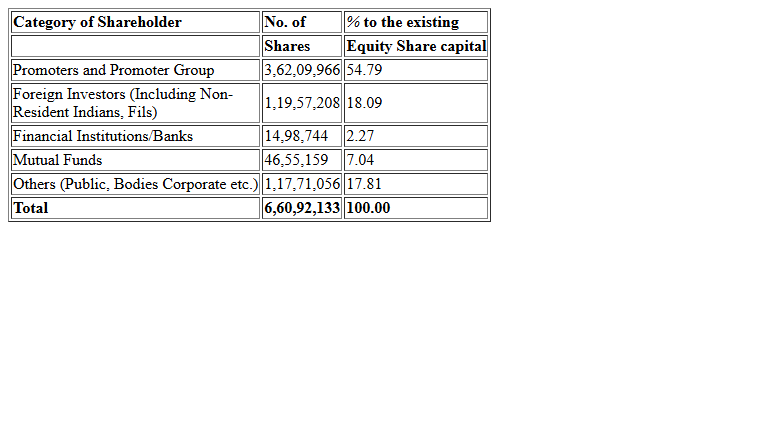 Category of Shareholder No. of % to the existing
Shares Equity Share capital
Promoters and Promoter Group 3,62,09,966 54.79
Foreign Investors (Including Non-
Resident Indians, Fils) 1,19,57,208 18.09
Financial Institutions/Banks 14,98,744 2.27
Mutual Funds 46,55,159 7.04
Others (Public, Bodies Corporate etc.) 1,17,71,056 17.81
Total 6,60,92,133 100.00